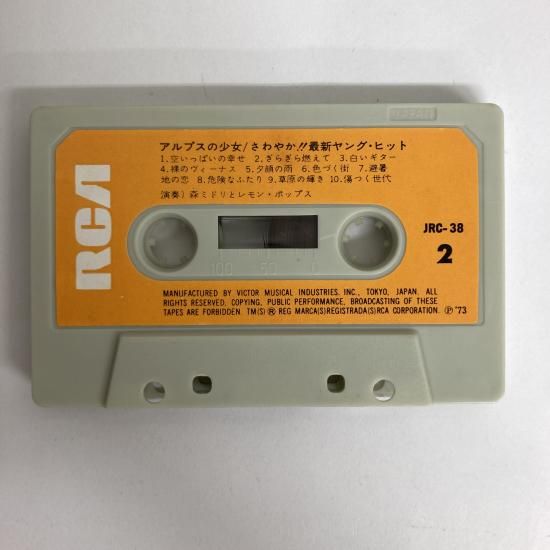 JAPAN
アルプスの少女/さわやか!!最新ヤング・ヒット
1.空いっぱいの幸せ 2.ぎらぎら燃えて 3.白いギター
4.裸のヴィーナス 5.夕顔の雨 6.色づく街 7.避暑
地の恋 8.危険なふたり 9.草原の輝き 10.傷つく世代
演奏)森ミドリとレモン・ポップス
RCA
JRC-38
2
100 50 0
MANUFACTURED BY VICTOR MUSICAL INDUSTRIES, INC., TOKYO, JAPAN. ALL
RIGHTS RESERVED. COPYING, PUBLIC PERFORMANCE, BROADCASTING OF THESE
TAPES ARE FORBIDDEN. TM(S) ® REG MARCA(S) REGISTRADA(S) RCA CORPORATION. ℗ '73